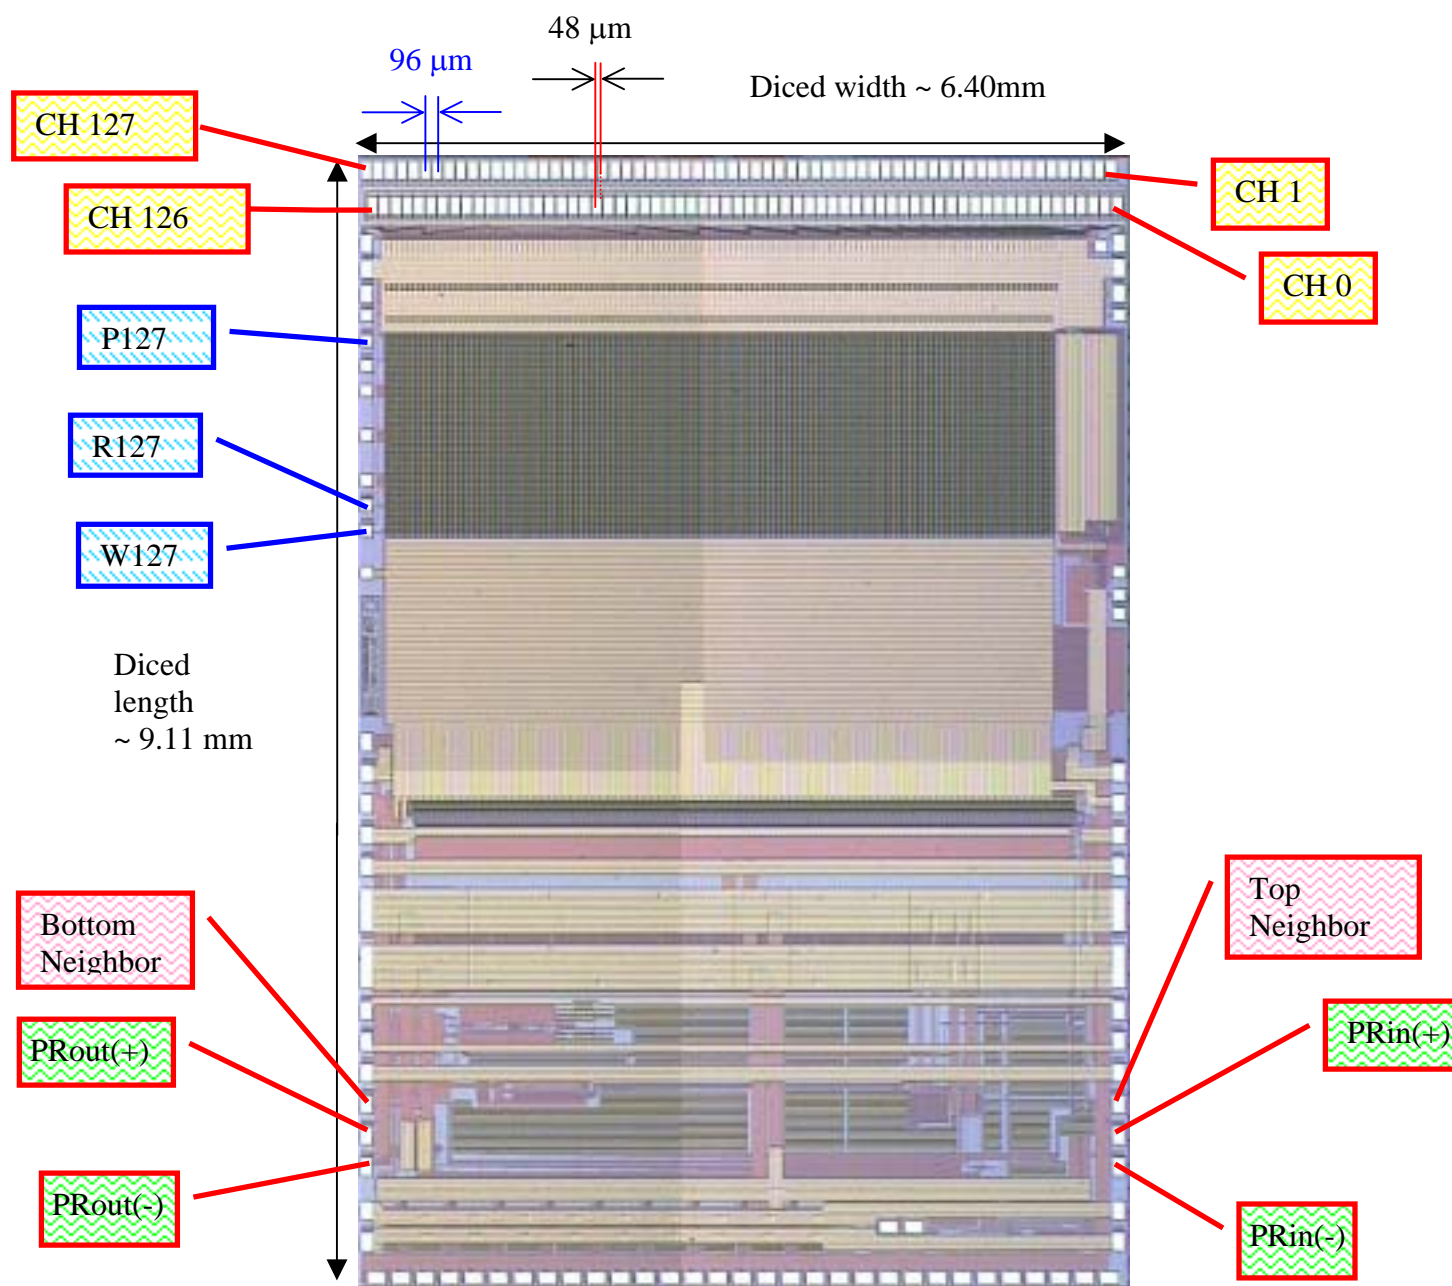 48 μm
96 μm
Diced width ~ 6.40mm
CH 127
CH 1
CH 126
CH 0
P127
R127
W127
Diced
length
~ 9.11 mm
Bottom
Neighbor
Top
Neighbor
PRout(+)
PRin(+)
PRout(-)
PRin(-)